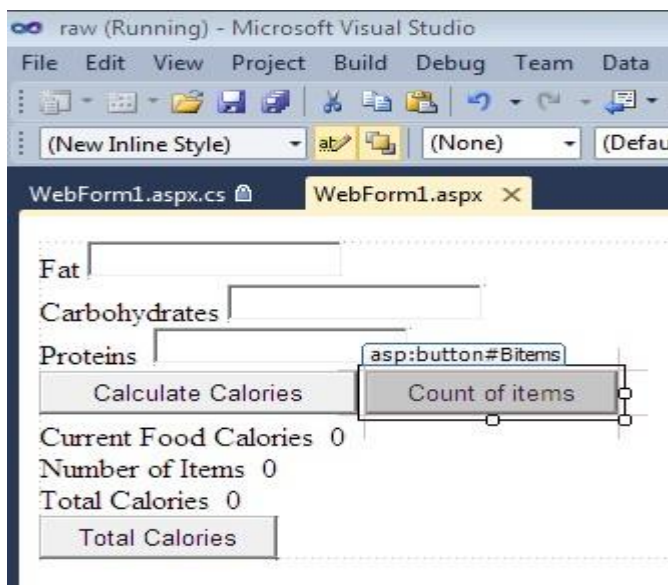 raw (Running) - Microsoft Visual Studio
File Edit View Project Build Debug Team Data
(New Inline Style) ab (None) (Defau
WebForm1.aspx.cs WebForm1.aspx
Fat
Carbohydrates
Proteins asp:button#Bitems
Calculate Calories Count of items
Current Food Calories 0
Number of Items 0
Total Calories 0
Total Calories